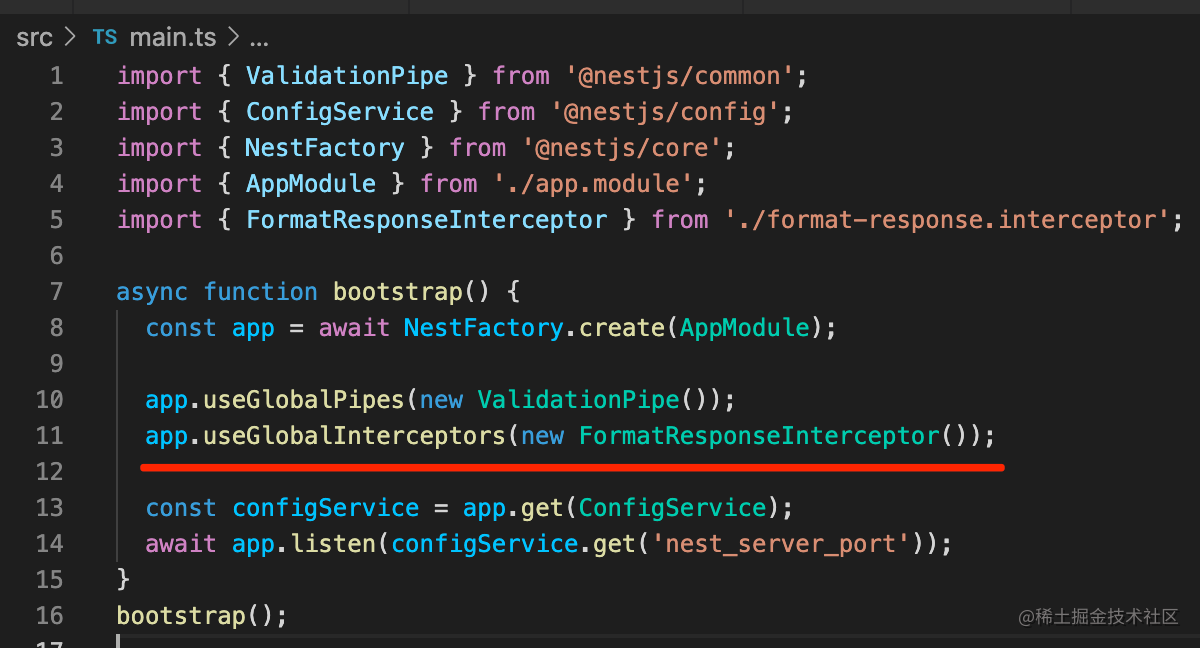 src > TS main.ts > ...
1 import { ValidationPipe } from '@nestjs/common';
2 import { ConfigService } from '@nestjs/config';
3 import { NestFactory } from '@nestjs/core';
4 import { AppModule } from './app.module';
5 import { FormatResponseInterceptor } from './format-response.interceptor';
6
7 async function bootstrap() {
8   const app = await NestFactory.create(AppModule);
9
10   app.useGlobalPipes(new ValidationPipe());
11   app.useGlobalInterceptors(new FormatResponseInterceptor());
12
13   const configService = app.get(ConfigService);
14   await app.listen(configService.get('nest_server_port'));
15 }
16 bootstrap();
17
@稀土掘金技术社区